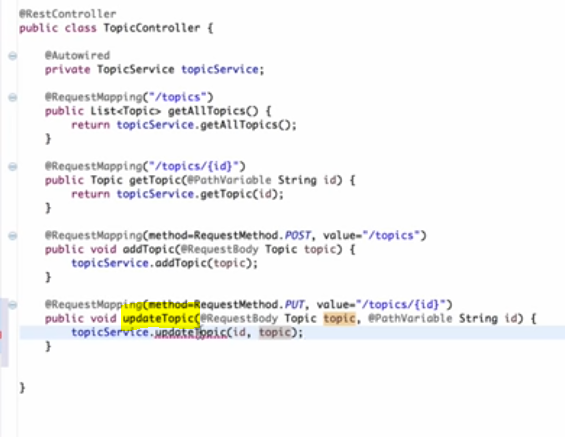 @RestController
public class TopicController {
@Autowired
private TopicService topicService;
@RequestMapping("/topics")
public List<Topic> getAllTopics() {
return topicService.getAllTopics();
}
@RequestMapping("/topics/{id}")
public Topic getTopic(@PathVariable String id) {
return topicService.getTopic(id);
}
@RequestMapping(method=RequestMethod.POST, value="/topics")
public void addTopic(@RequestBody Topic topic) {
topicService.addTopic(topic);
}
@RequestMapping(method=RequestMethod.PUT, value="/topics/{id}")
public void updateTopic(@RequestBody Topic topic, @PathVariable String id) {
topicService.updateTopic(id, topic);
}
}